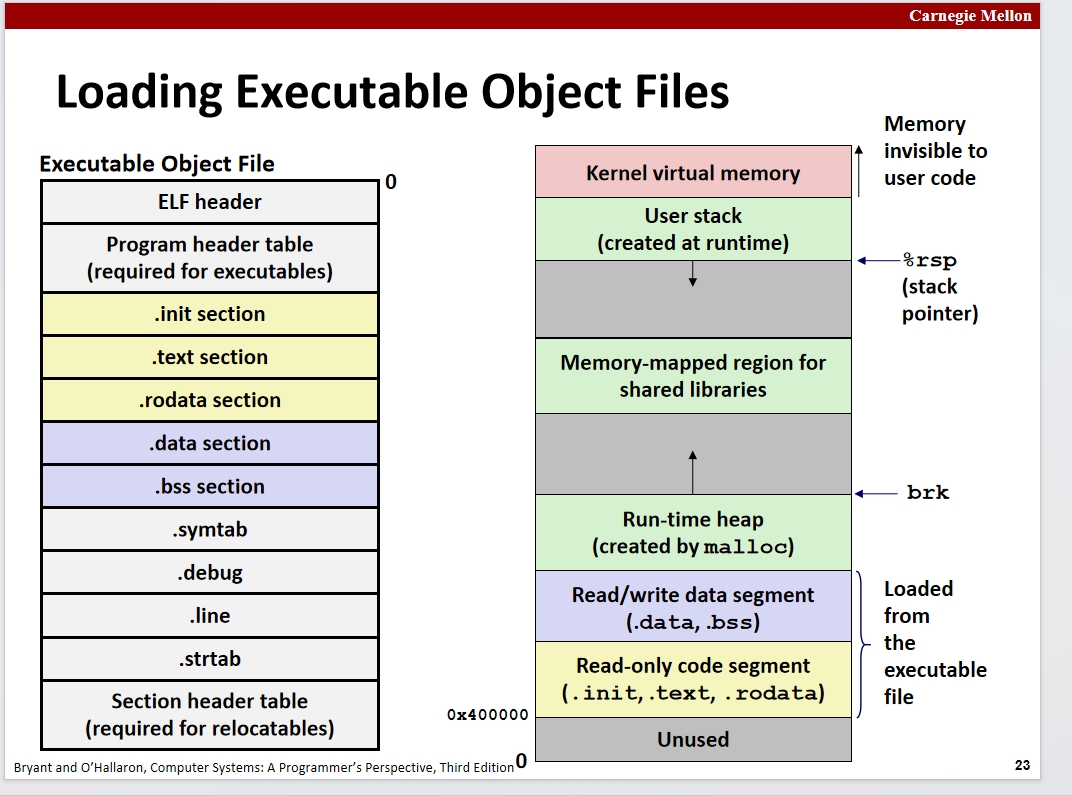 Carnegie Mellon
Loading Executable Object Files
Executable Object File
0
ELF header
Program header table
(required for executables)
.init section
.text section
.rodata section
.data section
.bss section
.symtab
.debug
.line
.strtab
Section header table
(required for relocatables)
Kernel virtual memory
User stack
(created at runtime)
Memory-mapped region for
shared libraries
Run-time heap
(created by malloc)
Read/write data segment
(.data, .bss)
Read-only code segment
(.init, .text, .rodata)
Unused
0x400000
0
Memory
invisible to
user code
%rsp
(stack
pointer)
brk
Loaded
from
the
executable
file
Bryant and O’Hallaron, Computer Systems: A Programmer’s Perspective, Third Edition
23